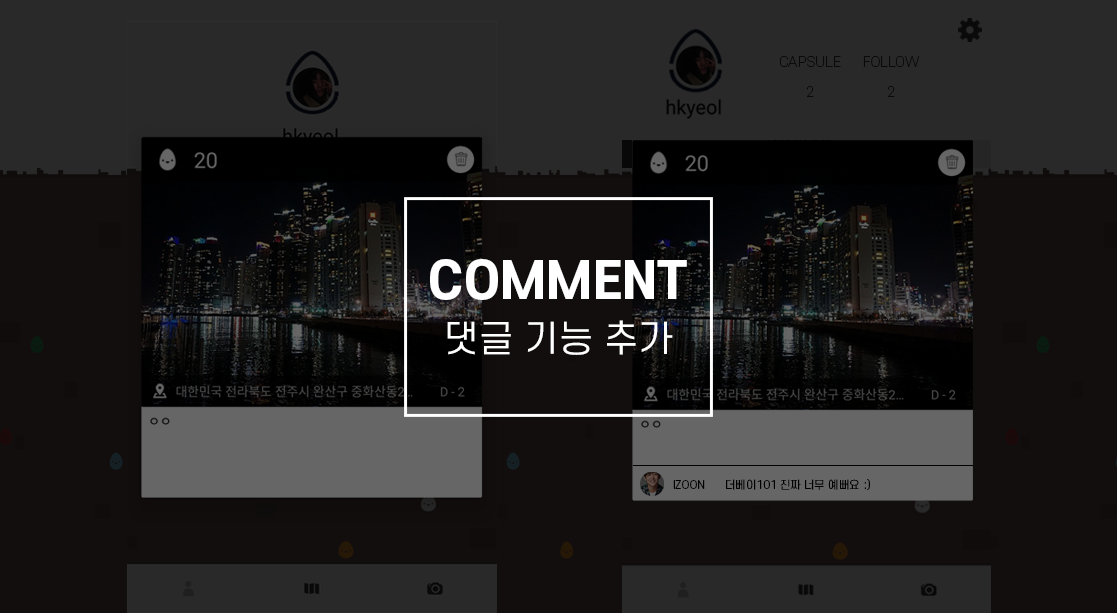 hkyeol
20
대한민국 전라북도 전주시 완산구 중화산동2...
D - 2
ㅇㅇ
CAPSULE
FOLLOW
2
2
hkyeol
20
대한민국 전라북도 전주시 완산구 중화산동2...
D - 2
ㅇㅇ
IZOON
더베이101 진짜 너무 예뻐요 :)
COMMENT
댓글 기능 추가